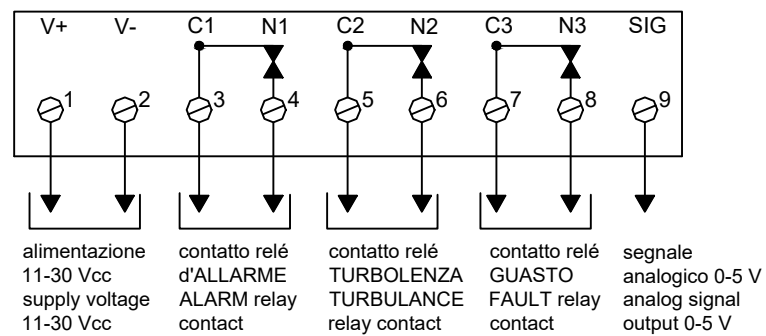 V+ V- C1 N1 C2 N2 C3 N3 SIG
1 2 3 4 5 6 7 8 9
alimentazione
11-30 Vcc
supply voltage
11-30 Vcc
contatto relé
d'ALLARME
ALARM relay
contact
contatto relé
TURBOLENZA
TURBULANCE
relay contact
contatto relé
GUASTO
FAULT relay
contact
segnale
analogico 0-5 V
analog signal
output 0-5 V